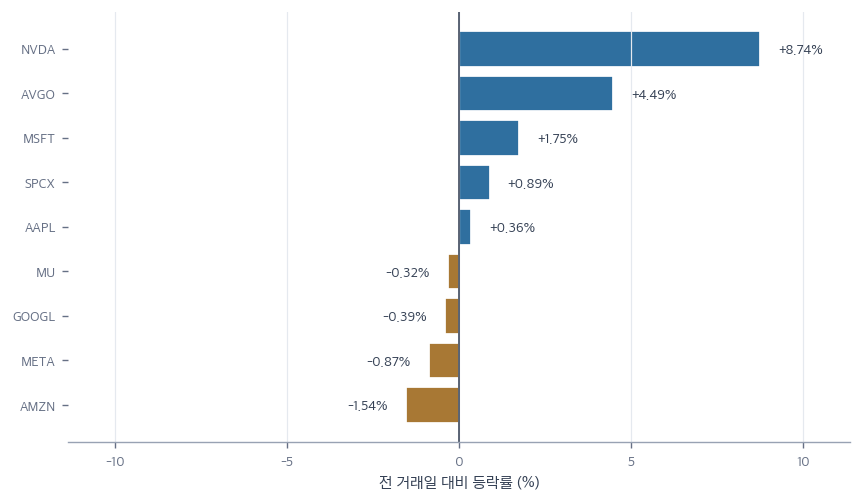 NVDA +8.74%
AVGO +4.49%
MSFT +1.75%
SPCX +0.89%
AAPL +0.36%
MU -0.32%
GOOGL -0.39%
META -0.87%
AMZN -1.54%
-10 -5 0 5 10
전 거래일 대비 등락률 (%)